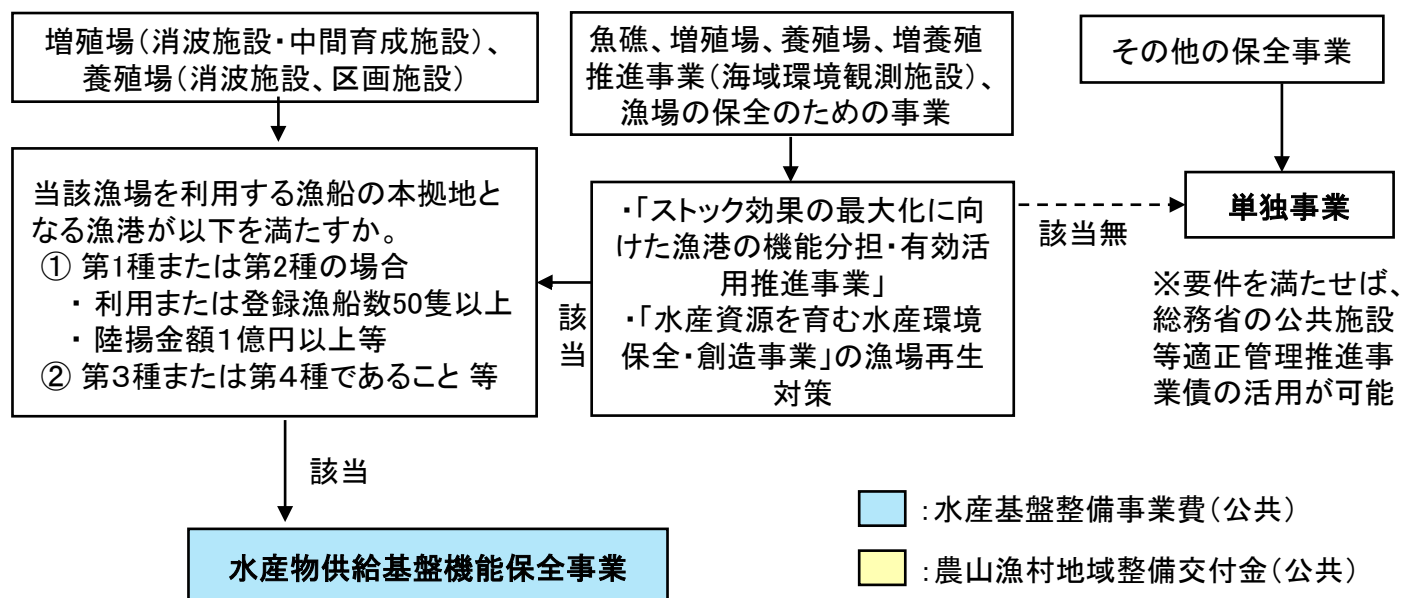 増殖場(消波施設・中間育成施設)、
養殖場(消波施設、区画施設)
魚礁、増殖場、養殖場、増養殖
推進事業(海域環境観測施設)、
漁場の保全のための事業
その他の保全事業
当該漁場を利用する漁船の本拠地と
なる漁港が以下を満たすか。
① 第1種または第2種の場合
・ 利用または登録漁船数50隻以上
・ 陸揚金額1億円以上等
② 第3種または第4種であること 等
該
当
・「ストック効果の最大化に向
けた漁港の機能分担・有効活
用推進事業」
・「水産資源を育む水産環境
保全・創造事業」の漁場再生
対策
該当無
単独事業
※要件を満たせば、
総務省の公共施設
等適正管理推進事
業債の活用が可能
該当
水産物供給基盤機能保全事業
:水産基盤整備事業費(公共)
:農山漁村地域整備交付金(公共)